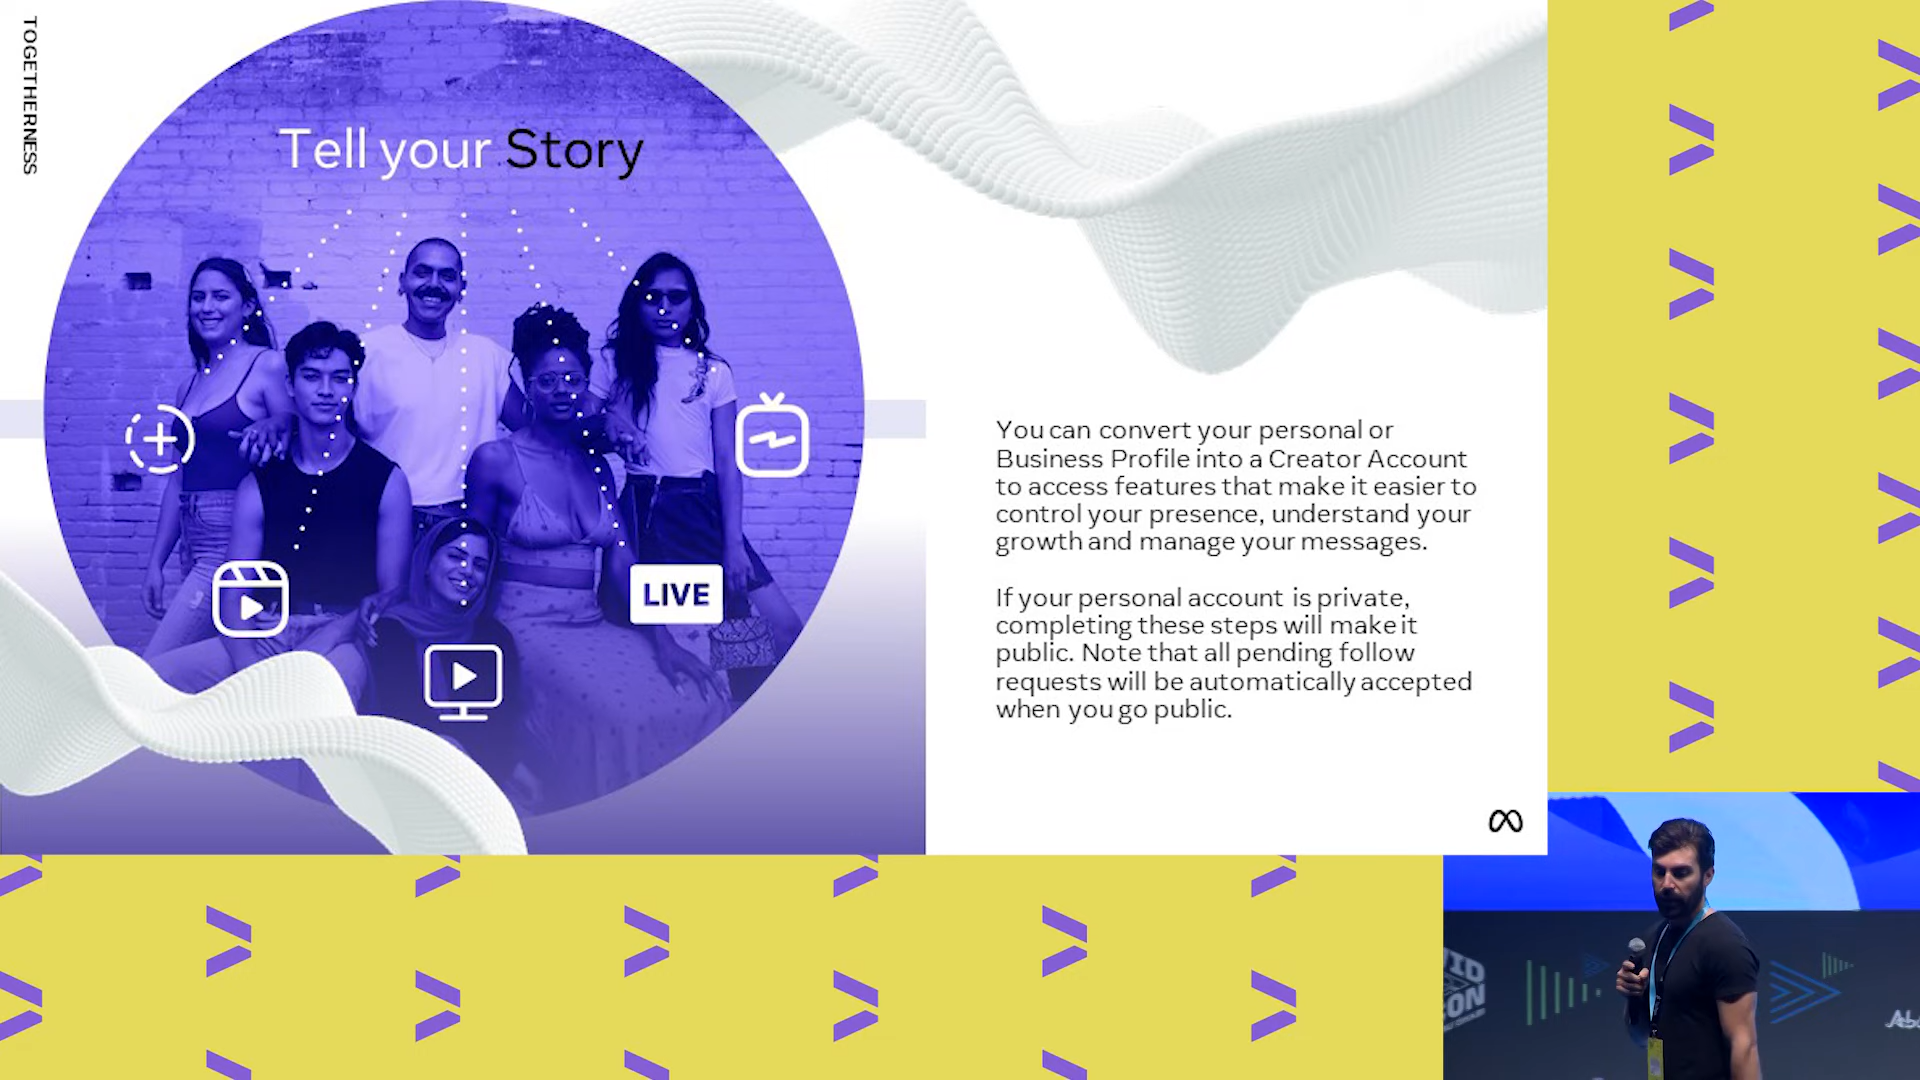 TOGETHERNESS
Tell your Story
LIVE
You can convert your personal or
Business Profile into a Creator Account
to access features that make it easier to
control your presence, understand your
growth and manage your messages.
If your personal account is private,
completing these steps will make it
public. Note that all pending follow
requests will be automatically accepted
when you go public.